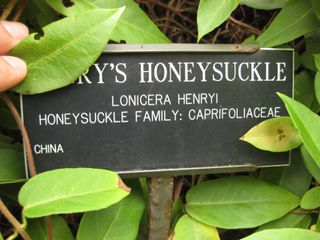 RY'S HONEYSUCKLE
LONICERA HENRYI
HONEYSUCKLE FAMILY: CAPRIFOLIACEAE
CHINA